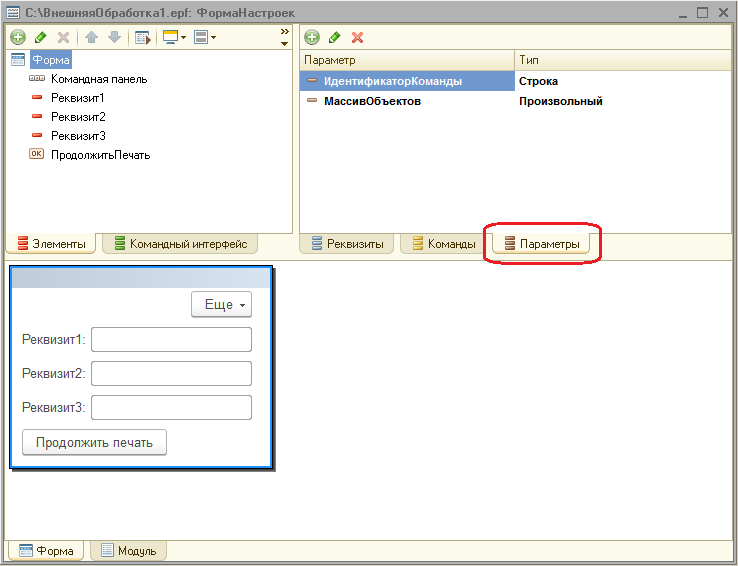 C:\ВнешняяОбработка1.epf: ФормаНастроек
Форма
Командная панель
Реквизит1
Реквизит2
Реквизит3
OK ПродолжитьПечать
Элементы Командный интерфейс
Параметр Тип
ИдентификаторКоманды Строка
МассивОбъектов Произвольный
Реквизиты Команды Параметры
Еще
Реквизит1:
Реквизит2:
Реквизит3:
Продолжить печать
Форма Модуль